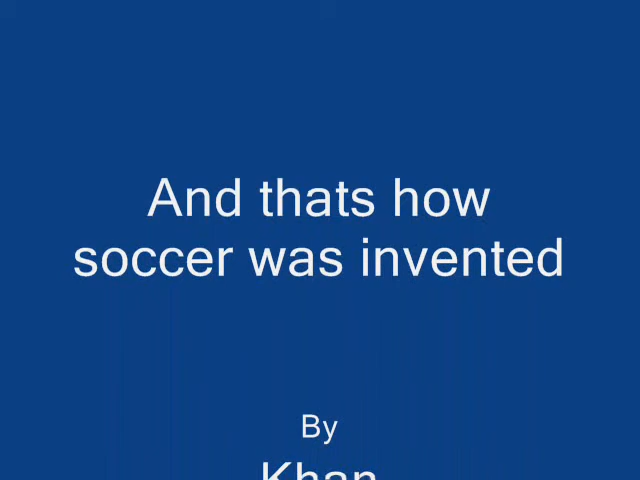 And thats how
soccer was invented
By
Khan